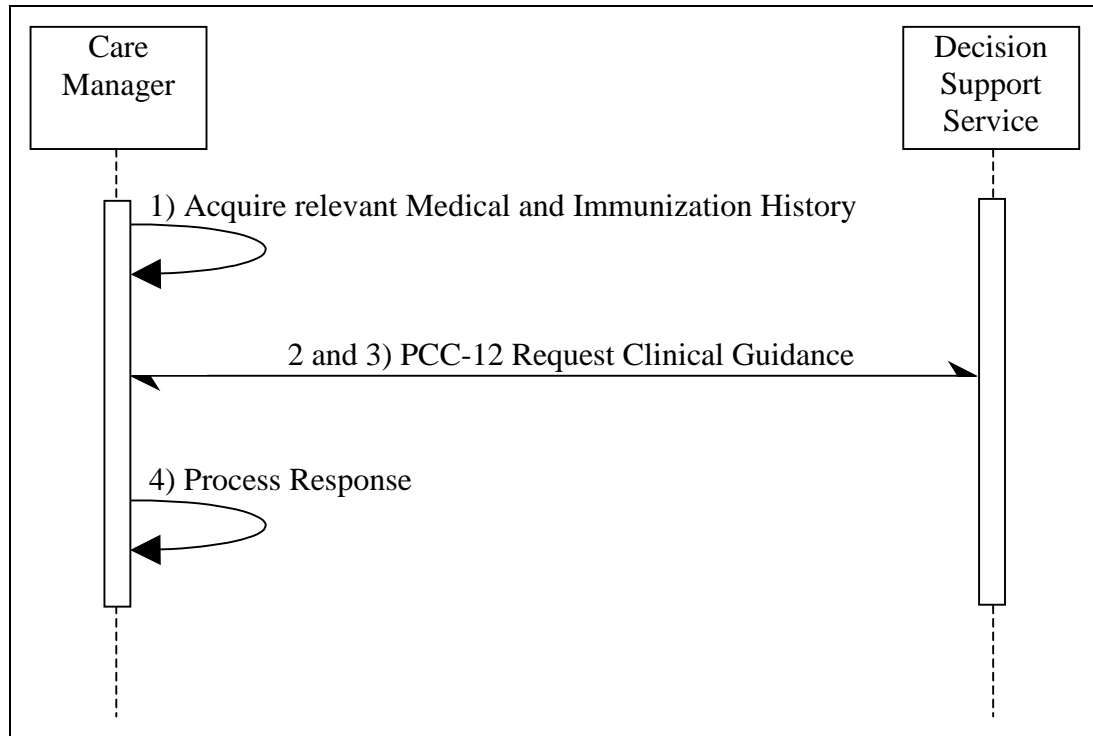 Care
Manager
Decision
Support
Service
1) Acquire relevant Medical and Immunization History
2 and 3) PCC-12 Request Clinical Guidance
4) Process Response